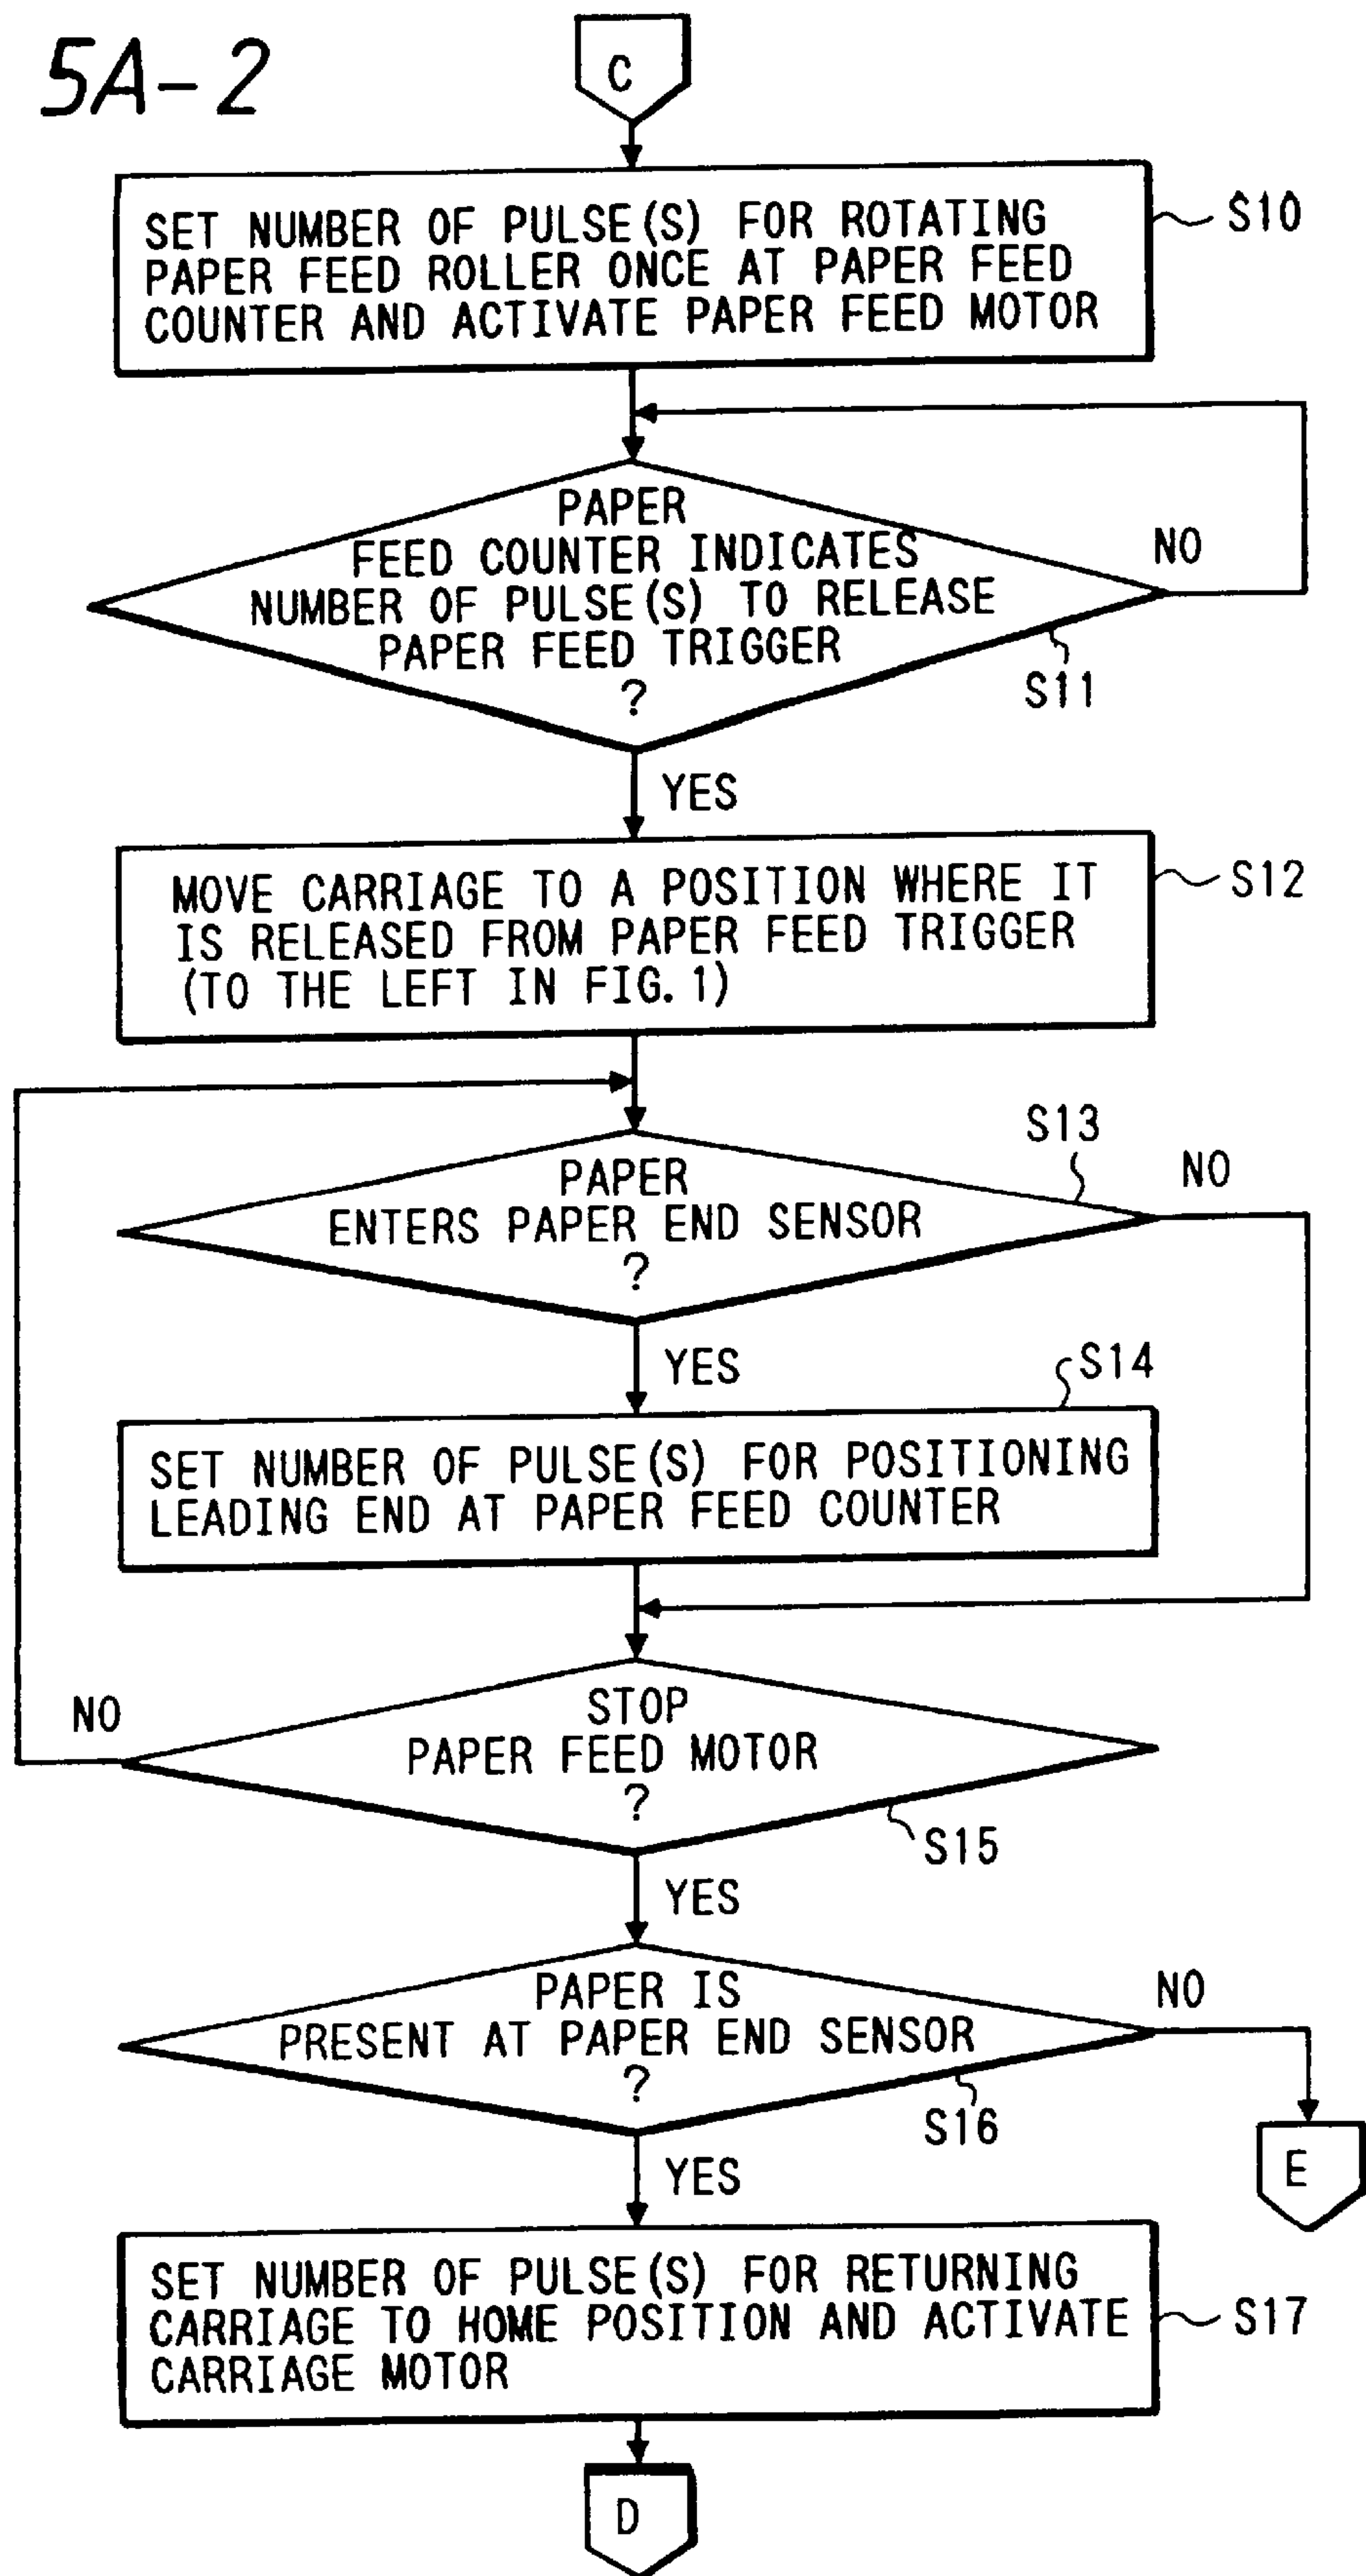 5A-2
C
SET NUMBER OF PULSE(S) FOR ROTATING
PAPER FEED ROLLER ONCE AT PAPER FEED
COUNTER AND ACTIVATE PAPER FEED MOTOR
S10
PAPER
FEED COUNTER INDICATES
NUMBER OF PULSE(S) TO RELEASE
PAPER FEED TRIGGER
?
NO
S11
YES
MOVE CARRIAGE TO A POSITION WHERE IT
IS RELEASED FROM PAPER FEED TRIGGER
(TO THE LEFT IN FIG. 1)
S12
S13
PAPER
ENTERS PAPER END SENSOR
?
NO
YES
S14
SET NUMBER OF PULSE(S) FOR POSITIONING
LEADING END AT PAPER FEED COUNTER
NO
STOP
PAPER FEED MOTOR
?
S15
YES
PAPER IS
PRESENT AT PAPER END SENSOR
?
NO
S16
E
YES
SET NUMBER OF PULSE(S) FOR RETURNING
CARRIAGE TO HOME POSITION AND ACTIVATE
CARRIAGE MOTOR
S17
D